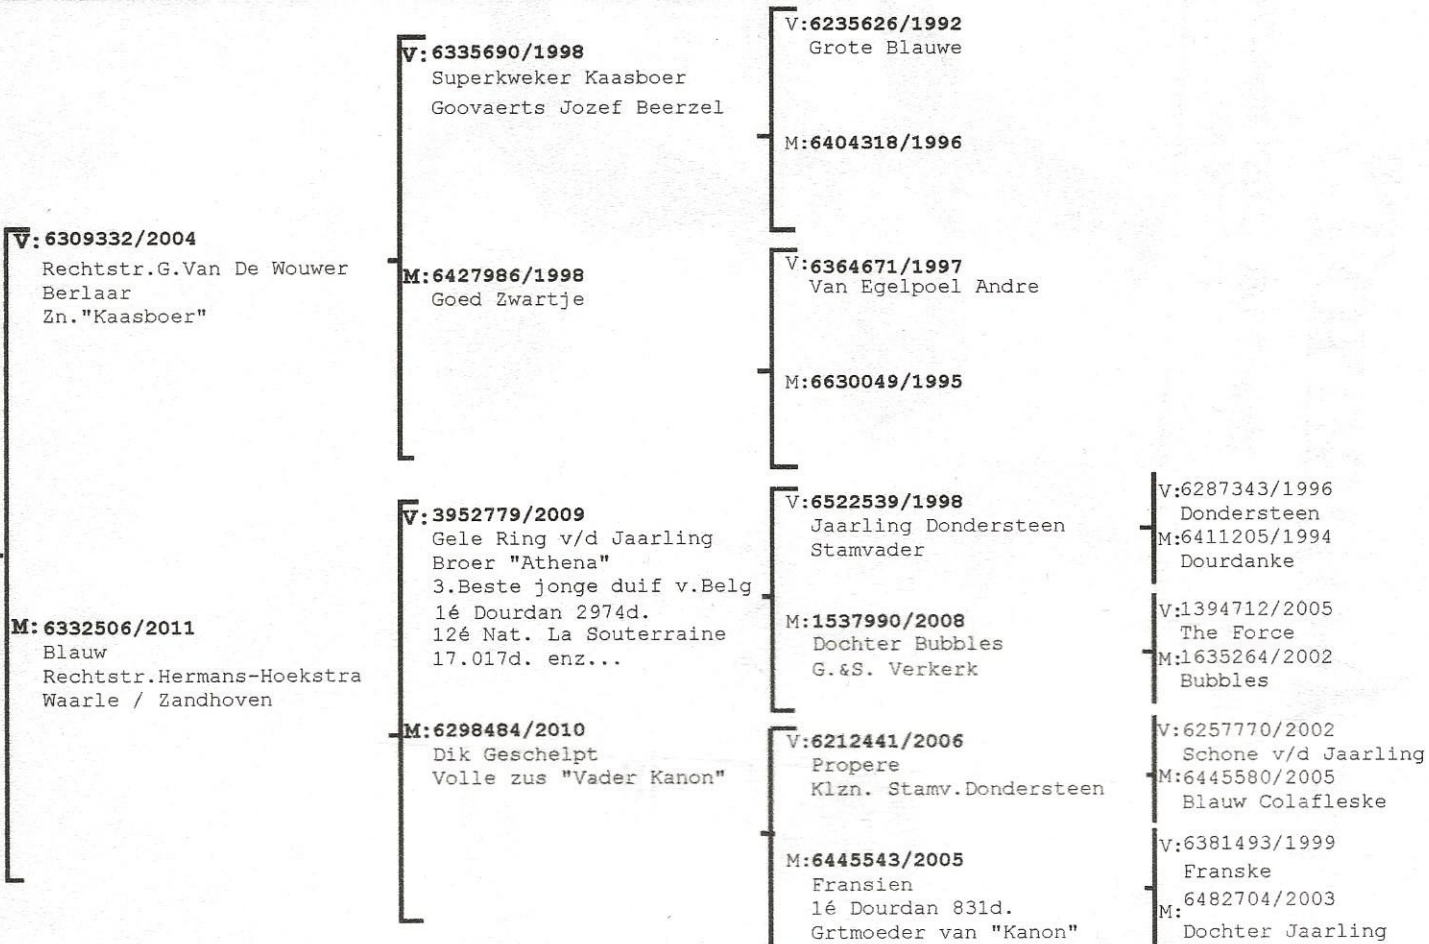 V: 6309332/2004
Rechtstr.G.Van De Wouwer
Berlaar
Zn."Kaasboer"
M: 6332506/2011
Blauw
Rechtstr.Hermans-Hoekstra
Waarle / Zandhoven
V: 6335690/1998
Superkweker Kaasboer
Goovaerts Jozef Beerzel
M:6427986/1998
Goed Zwartje
V: 3952779/2009
Gele Ring v/d Jaarling
Broer "Athena"
3.Beste jonge duif v.Belg
1é Dourdan 2974d.
12é Nat. La Souterraine
17.017d. enz...
M:6298484/2010
Dik Geschelpt
Volle zus "Vader Kanon"
V:6235626/1992
Grote Blauwe
M:6404318/1996
V:6364671/1997
Van Egelpoel Andre
M:6630049/1995
V:6522539/1998
Jaarling Dondersteen
Stamvader
M:1537990/2008
Dochter Bubbles
G.&S. Verkerk
V:6212441/2006
Propere
Klzn. Stamv.Dondersteen
M:6445543/2005
Fransien
1é Dourdan 831d.
Grtmoeder van "Kanon"
V:6287343/1996
Dondersteen
M:6411205/1994
Dourdanke
V:1394712/2005
The Force
M:1635264/2002
Bubbles
V:6257770/2002
Schone v/d Jaarling
M:6445580/2005
Blauw Colafleske
V:6381493/1999
Franske
M: 6482704/2003
Dochter Jaarling